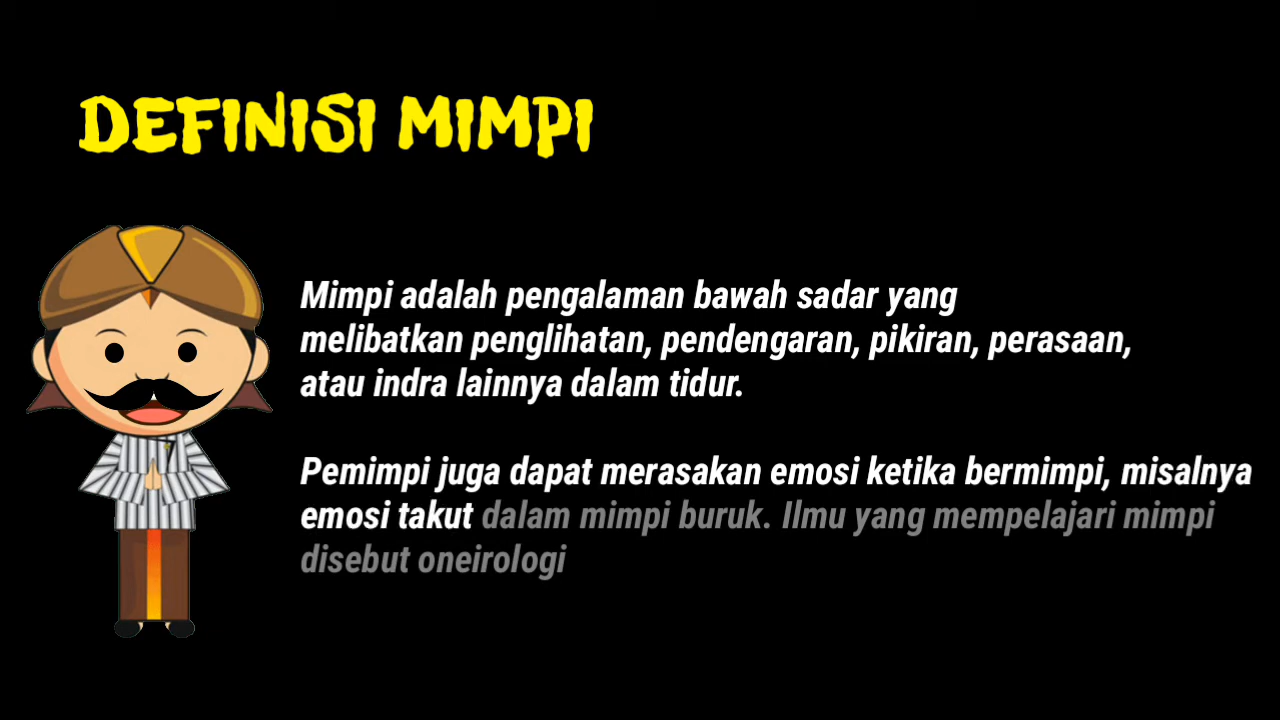 DEFINISI MIMPI
Mimpi adalah pengalaman bawah sadar yang
melibatkan penglihatan, pendengaran, pikiran, perasaan,
atau indra lainnya dalam tidur.
Pemimpi juga dapat merasakan emosi ketika bermimpi, misalnya
emosi takut dalam mimpi buruk. Ilmu yang mempelajari mimpi
disebut oneirologi